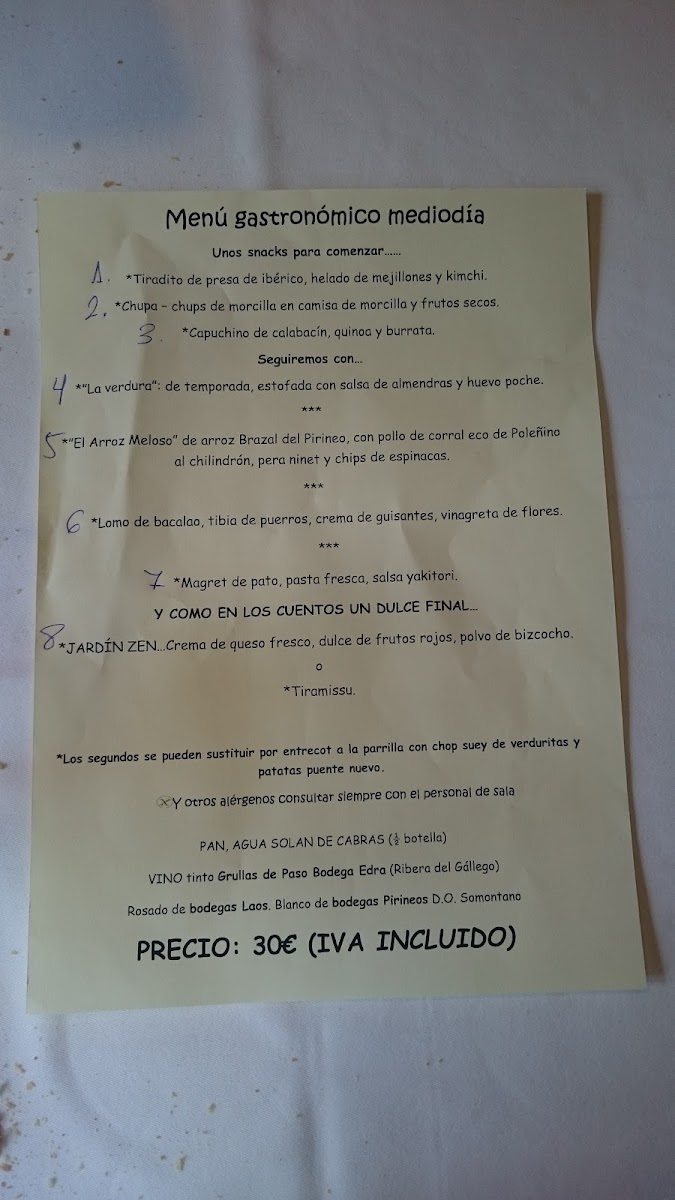 Menú gastronómico mediodía
Unos snacks para comenzar......
1. *Tiradito de presa de ibérico, helado de mejillones y kimchi.
2. *Chupa - chups de morcilla en camisa de morcilla y frutos secos.
3. *Capuchino de calabacín, quinoa y burrata.
Seguiremos con...
4 *"La verdura": de temporada, estofada con salsa de almendras y huevo poche.
***
5 *"El Arroz Meloso" de arroz Brazal del Pirineo, con pollo de corral eco de Poleñino
al chilindrón, pera ninet y chips de espinacas.
***
6 *Lomo de bacalao, tibia de puerros, crema de guisantes, vinagreta de flores.
***
7 *Magret de pato, pasta fresca, salsa yakitori.
Y COMO EN LOS CUENTOS UN DULCE FINAL...
8 *JARDÍN ZEN...Crema de queso fresco, dulce de frutos rojos, polvo de bizcocho.
o
*Tiramissu.
*Los segundos se pueden sustituir por entrecot a la parrilla con chop suey de verduritas y
patatas puente nuevo.
Y otros alérgenos consultar siempre con el personal de sala
PAN, AGUA SOLAN DE CABRAS (½ botella)
VINO tinto Grullas de Paso Bodega Edra (Ribera del Gállego)
Rosado de bodegas Laos. Blanco de bodegas Pirineos D.O. Somontano
PRECIO: 30€ (IVA INCLUIDO)